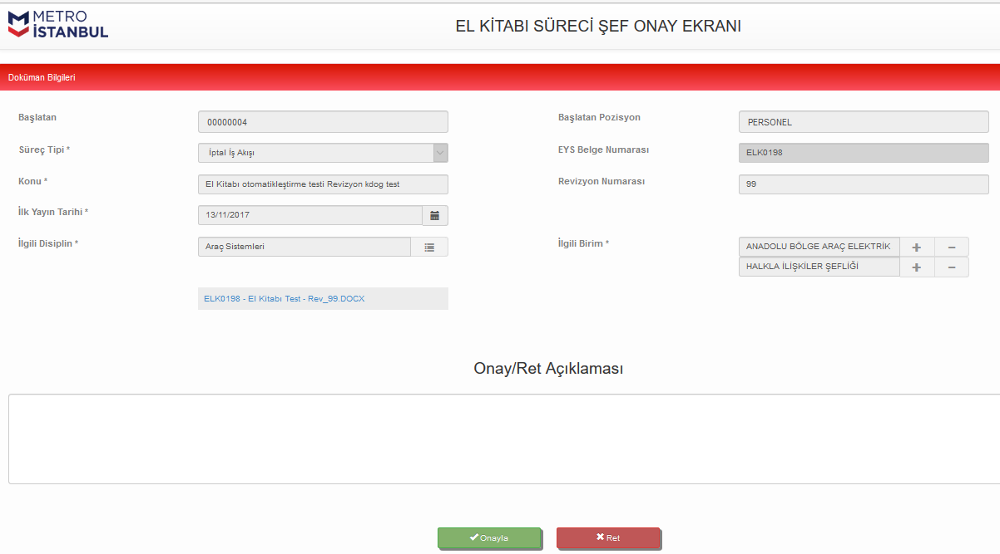 METRO
İSTANBUL
EL KİTABI SÜRECİ ŞEF ONAY EKRANI
Doküman Bilgileri
Başlatan
00000004
Başlatan Pozisyon
PERSONEL
Süreç Tipi *
İptal İş Akışı
EYS Belge Numarası
ELK0198
Konu *
El Kitabı otomatikleştirme testi Revizyon kdog test
Revizyon Numarası
99
İlk Yayın Tarihi *
13/11/2017
İlgili Disiplin *
Araç Sistemleri
İlgili Birim *
ANADOLU BÖLGE ARAÇ ELEKTRİK
HALKLA İLİŞKİLER ŞEFLİĞİ
ELK0198 - El Kitabı Test - Rev_99.DOCX
Onay/Ret Açıklaması
Onayla
Ret